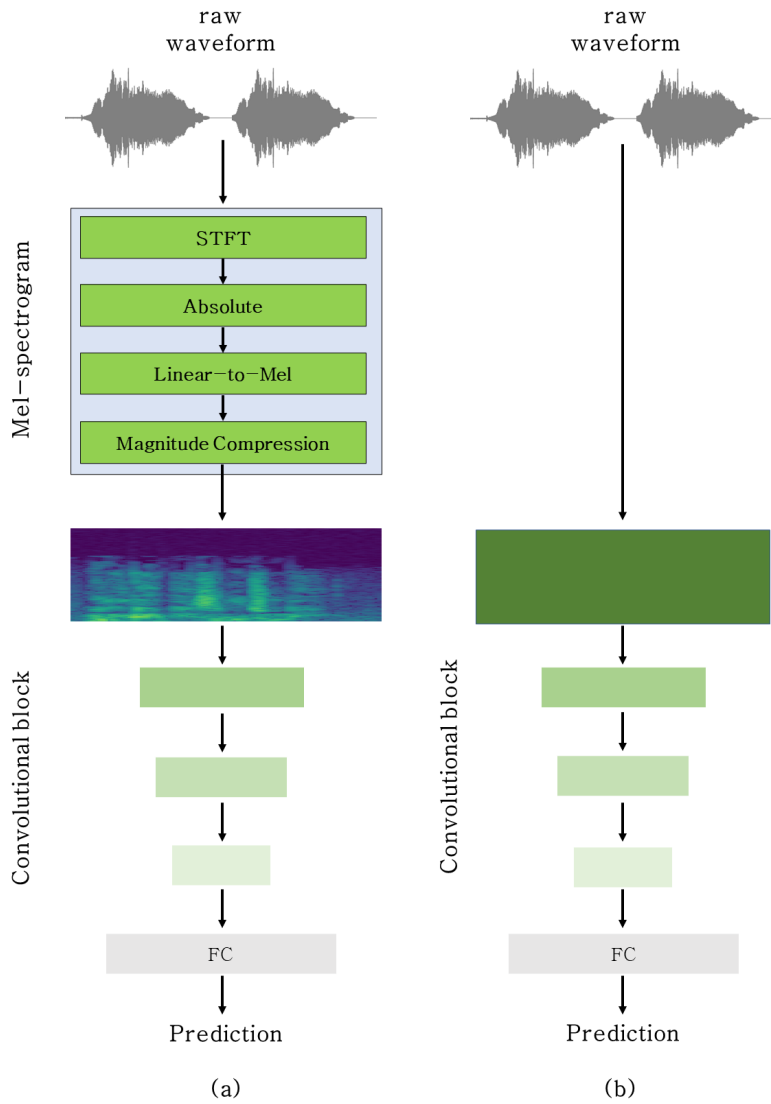 raw
waveform
STFT
Absolute
Linear-to-Mel
Magnitude Compression
Mel-spectrogram
Convolutional block
FC
Prediction
(a)
raw
waveform
Convolutional block
FC
Prediction
(b)